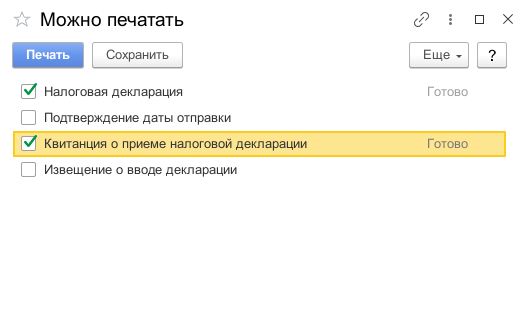 Можно печатать
Печать Сохранить Еще ?
Налоговая декларация Готово
Подтверждение даты отправки
Квитанция о приеме налоговой декларации Готово
Извещение о вводе декларации